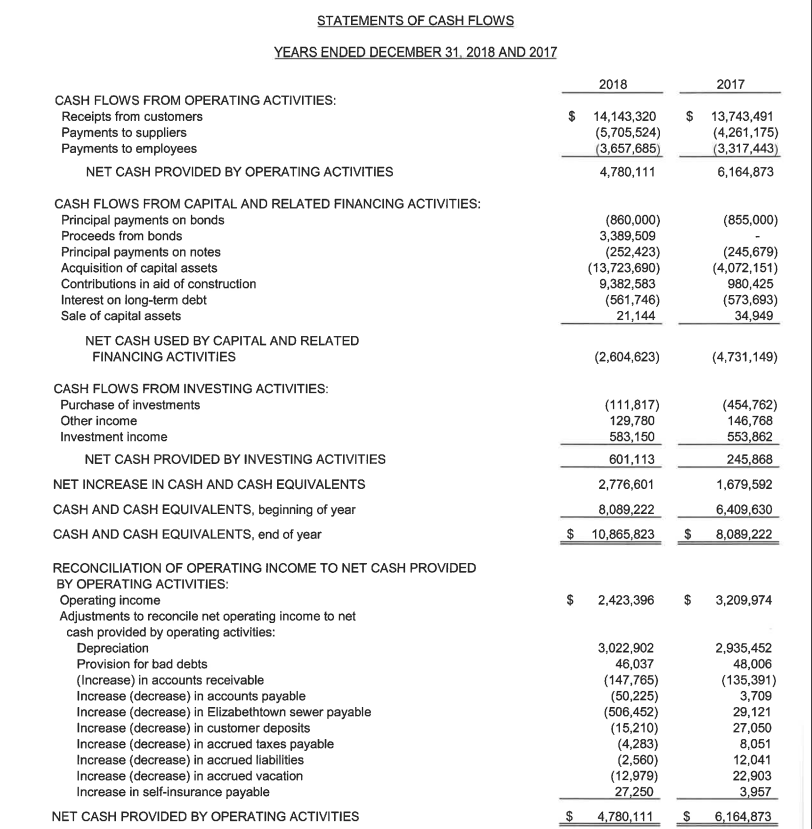 STATEMENTS OF CASH FLOWS
YEARS ENDED DECEMBER 31, 2018 AND 2017
2018 2017
CASH FLOWS FROM OPERATING ACTIVITIES:
Receipts from customers $ 14,143,320 $ 13,743,491
Payments to suppliers (5,705,524) (4,261,175)
Payments to employees (3,657,685) (3,317,443)
NET CASH PROVIDED BY OPERATING ACTIVITIES 4,780,111 6,164,873
CASH FLOWS FROM CAPITAL AND RELATED FINANCING ACTIVITIES:
Principal payments on bonds (860,000) (855,000)
Proceeds from bonds 3,389,509 -
Principal payments on notes (252,423) (245,679)
Acquisition of capital assets (13,723,690) (4,072,151)
Contributions in aid of construction 9,382,583 980,425
Interest on long-term debt (561,746) (573,693)
Sale of capital assets 21,144 34,949
NET CASH USED BY CAPITAL AND RELATED
FINANCING ACTIVITIES (2,604,623) (4,731,149)
CASH FLOWS FROM INVESTING ACTIVITIES:
Purchase of investments (111,817) (454,762)
Other income 129,780 146,768
Investment income 583,150 553,862
NET CASH PROVIDED BY INVESTING ACTIVITIES 601,113 245,868
NET INCREASE IN CASH AND CASH EQUIVALENTS 2,776,601 1,679,592
CASH AND CASH EQUIVALENTS, beginning of year 8,089,222 6,409,630
CASH AND CASH EQUIVALENTS, end of year $ 10,865,823 $ 8,089,222
RECONCILIATION OF OPERATING INCOME TO NET CASH PROVIDED
BY OPERATING ACTIVITIES:
Operating income $ 2,423,396 $ 3,209,974
Adjustments to reconcile net operating income to net
cash provided by operating activities:
Depreciation 3,022,902 2,935,452
Provision for bad debts 46,037 48,006
(Increase) in accounts receivable (147,765) (135,391)
Increase (decrease) in accounts payable (50,225) 3,709
Increase (decrease) in Elizabethtown sewer payable (506,452) 29,121
Increase (decrease) in customer deposits (15,210) 27,050
Increase (decrease) in accrued taxes payable (4,283) 8,051
Increase (decrease) in accrued liabilities (2,560) 12,041
Increase (decrease) in accrued vacation (12,979) 22,903
Increase in self-insurance payable 27,250 3,957
NET CASH PROVIDED BY OPERATING ACTIVITIES $ 4,780,111 $ 6,164,873